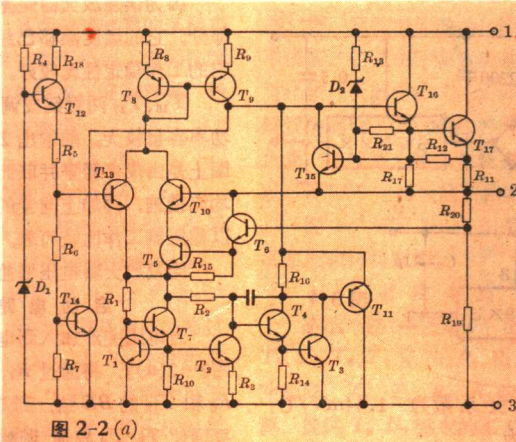 1
R₄ R₁₈ R₈ R₉ R₁₃
T₁₂ T₈ T₉ D₂ T₁₆
R₅ R₂₁ R₁₂ T₁₇
T₁₃ T₁₀ T₁₅ R₁₇ R₁₁
2
R₂₀
R₆ T₅ T₆
R₁₅ R₁₆
D₁ T₁₄ R₁ R₂ T₄ T₁₁ R₁₉
T₇
T₁ T₂ T₃
R₇ R₁₀ R₃ R₁₄
3
图 2-2 (a)